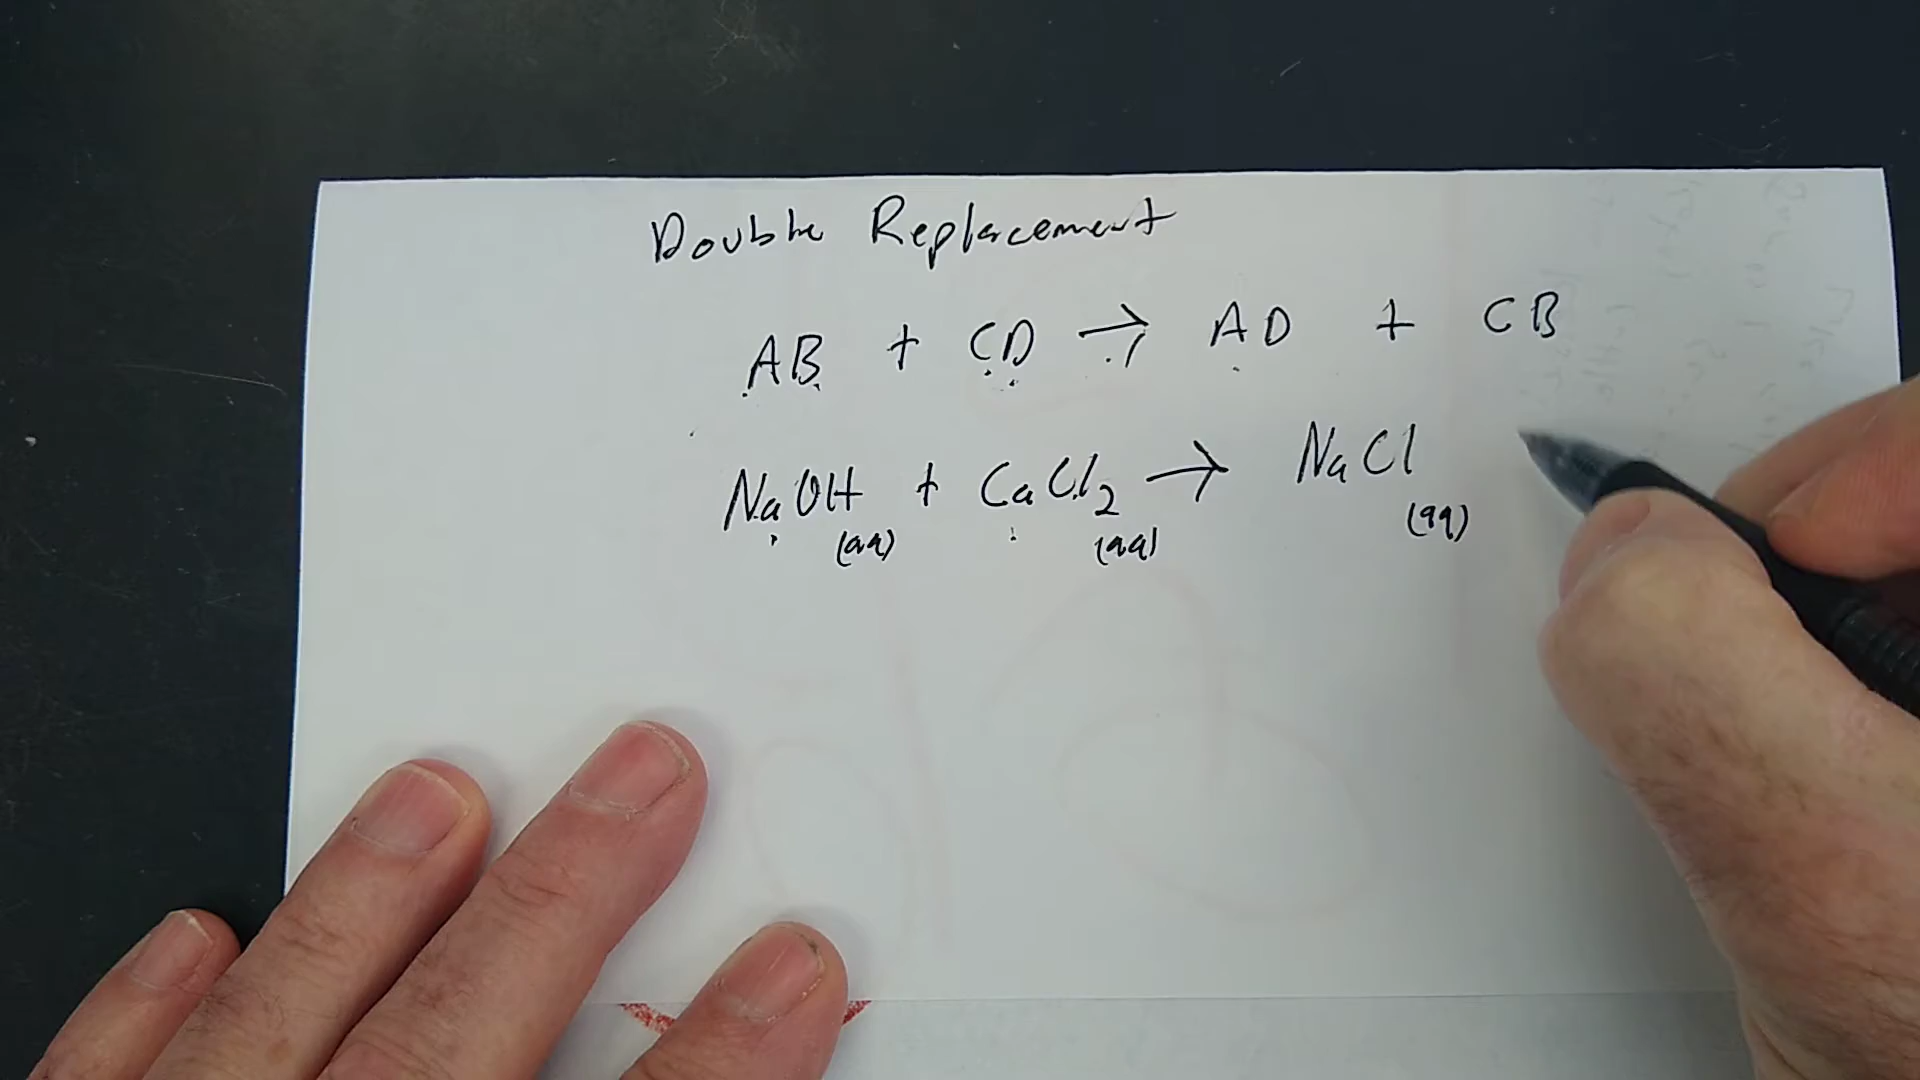 Double Replacement
AB + CD → AD + CB
NaOH (aq) + CaCl₂ (aq) → NaCl (aq)